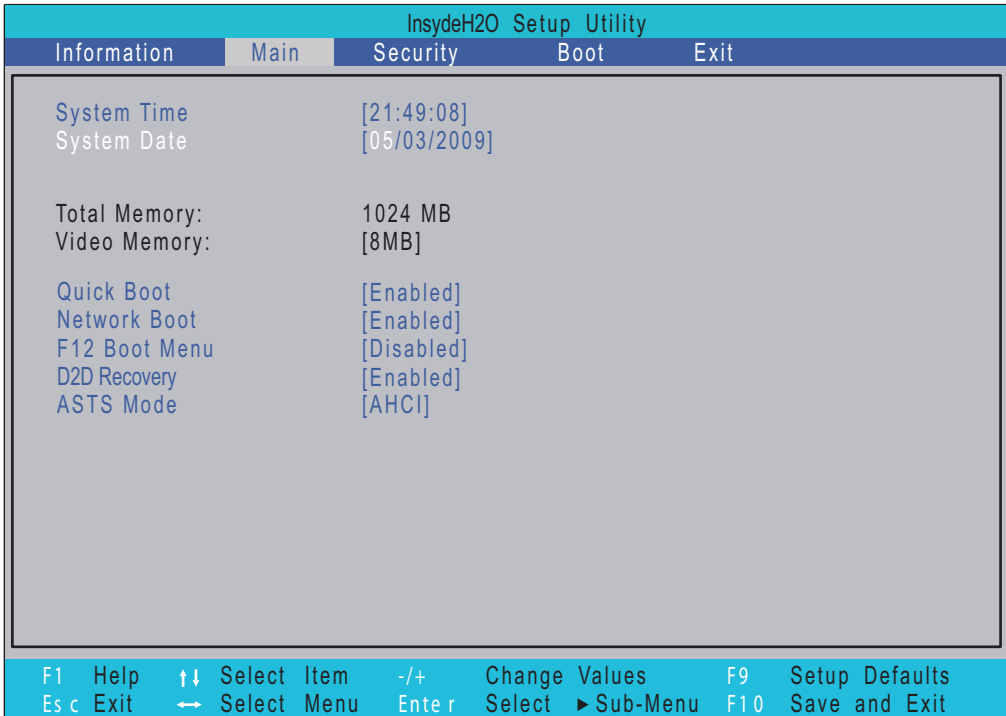 InsydeH2O Setup Utility
Information Main Security Boot Exit
System Time [21:49:08]
System Date [05/03/2009]
Total Memory: 1024 MB
Video Memory: [8MB]
Quick Boot [Enabled]
Network Boot [Enabled]
F12 Boot Menu [Disabled]
D2D Recovery [Enabled]
ASTS Mode [AHCI]
F1 Help ↑↓ Select Item -/+ Change Values F9 Setup Defaults
Esc Exit ↔ Select Menu Enter Select ▶Sub-Menu F10 Save and Exit